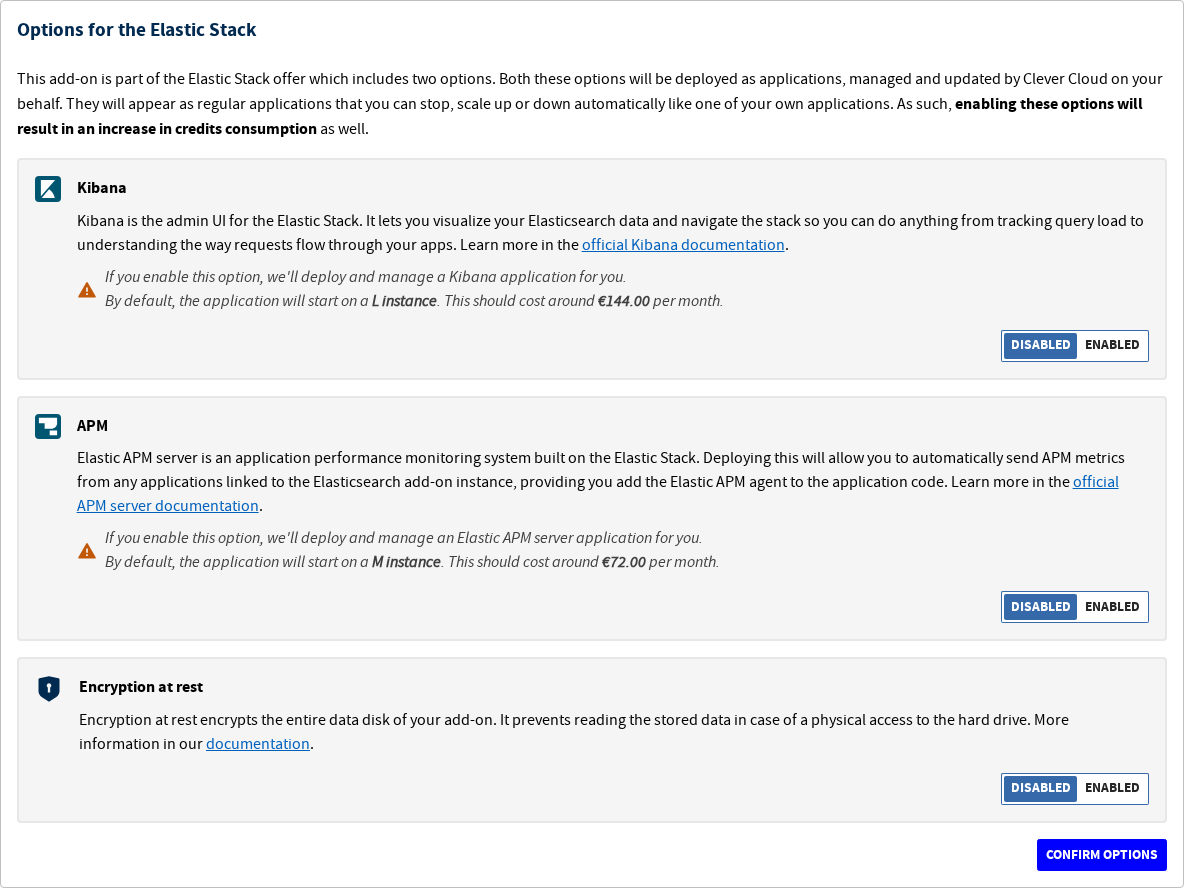 Options for the Elastic Stack
This add-on is part of the Elastic Stack offer which includes two options. Both these options will be deployed as applications, managed and updated by Clever Cloud on your
behalf. They will appear as regular applications that you can stop, scale up or down automatically like one of your own applications. As such, enabling these options will
result in an increase in credits consumption as well.
Kibana
Kibana is the admin UI for the Elastic Stack. It lets you visualize your Elasticsearch data and navigate the stack so you can do anything from tracking query load to
understanding the way requests flow through your apps. Learn more in the official Kibana documentation.
If you enable this option, we'll deploy and manage a Kibana application for you.
By default, the application will start on a L instance. This should cost around €144.00 per month.
DISABLED ENABLED
APM
Elastic APM server is an application performance monitoring system built on the Elastic Stack. Deploying this will allow you to automatically send APM metrics
from any applications linked to the Elasticsearch add-on instance, providing you add the Elastic APM agent to the application code. Learn more in the official
APM server documentation.
If you enable this option, we'll deploy and manage an Elastic APM server application for you.
By default, the application will start on a M instance. This should cost around €72.00 per month.
DISABLED ENABLED
Encryption at rest
Encryption at rest encrypts the entire data disk of your add-on. It prevents reading the stored data in case of a physical access to the hard drive. More
information in our documentation.
DISABLED ENABLED
CONFIRM OPTIONS